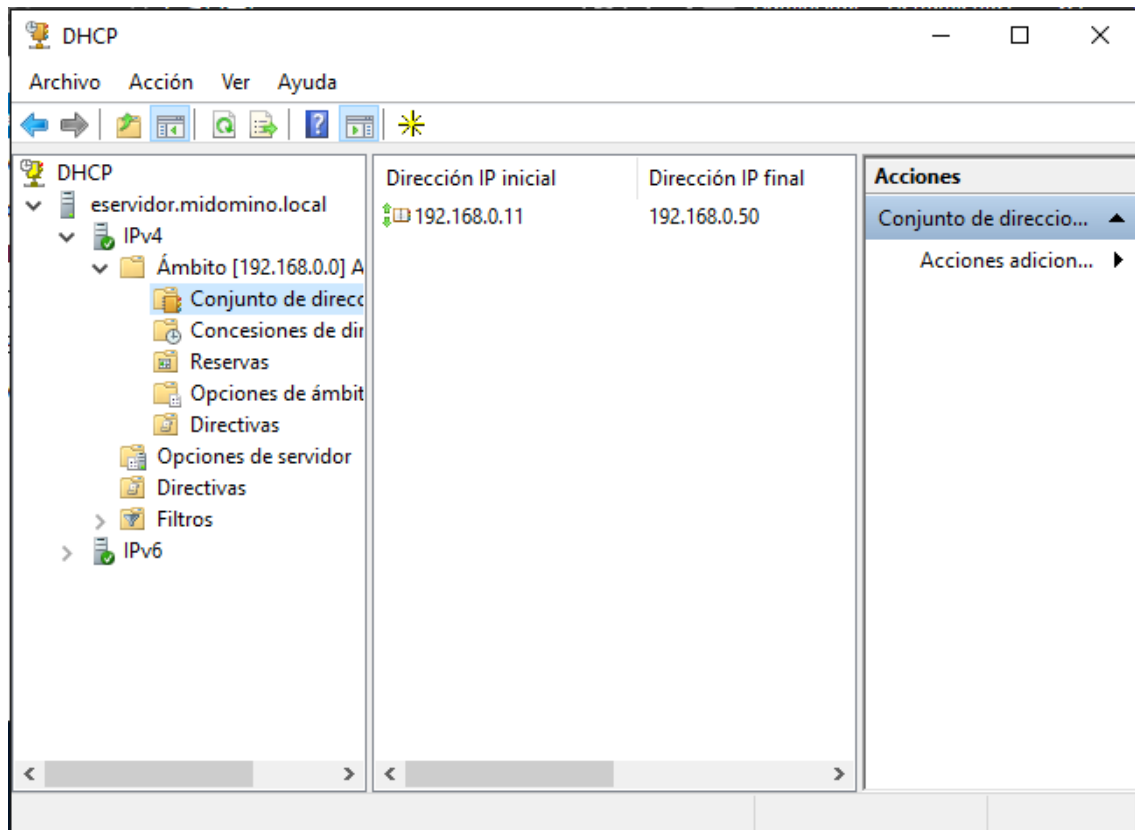 DHCP
Archivo Acción Ver Ayuda
DHCP
eservidor.midomino.local
IPv4
Ámbito [192.168.0.0] A
Conjunto de direcc
Concesiones de dir
Reservas
Opciones de ámbit
Directivas
Opciones de servidor
Directivas
Filtros
IPv6
Dirección IP inicial Dirección IP final
192.168.0.11 192.168.0.50
Acciones
Conjunto de direccio...
Acciones adicion...